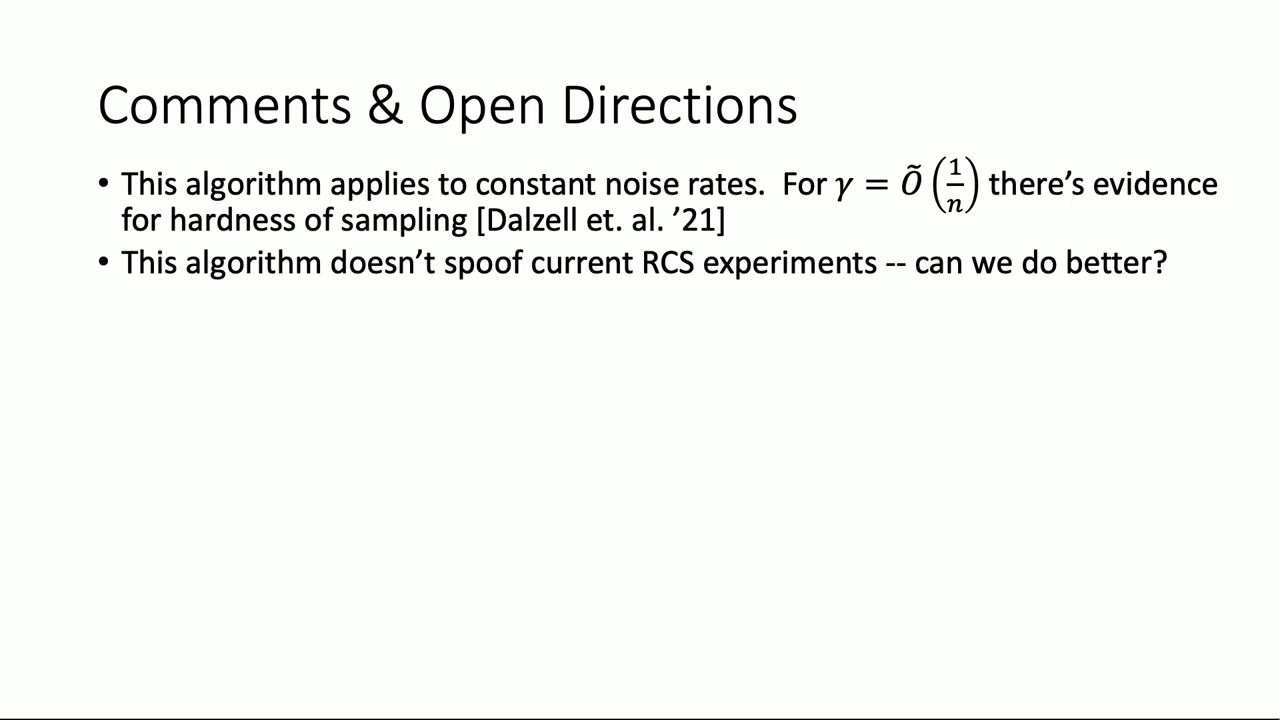 Comments & Open Directions
• This algorithm applies to constant noise rates.  For γ = Õ(1/n) there’s evidence
for hardness of sampling [Dalzell et. al. ’21]
• This algorithm doesn’t spoof current RCS experiments -- can we do better?